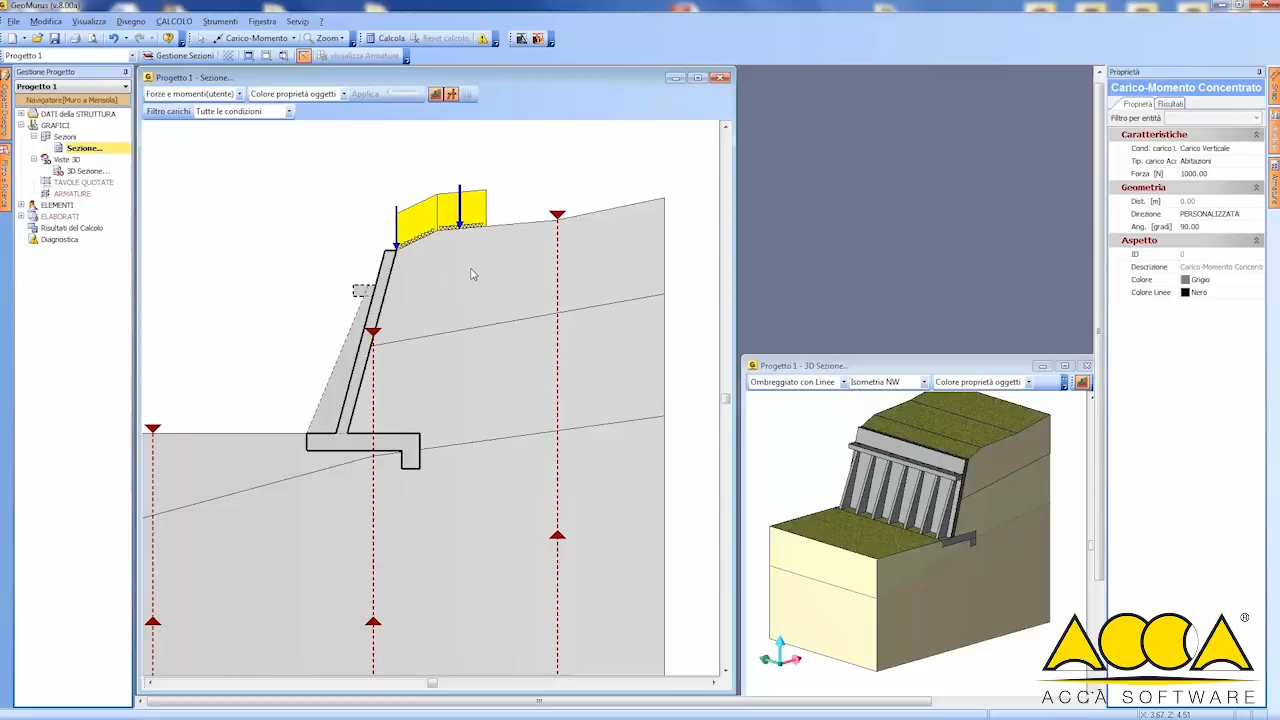 GeoMurus (v.8.00a)
File Modifica Visualizza Disegno CALCOLO Strumenti Finestra Servizi ?
Carico-Momento Zoom Calcola Reset calcolo
Progetto 1 Gestione Sezioni visualizza Armature
Gestione Progetto
Progetto 1
Navigatore[Muro a Mensola]
DATI della STRUTTURA
GRAFICI
Sezioni
Sezione...
Viste 3D
3D Sezione...
TAVOLE QUOTATE
ARMATURE
ELEMENTI
ELABORATI
Risultati del Calcolo
Diagnostica
Progetto 1 - Sezione...
Forze e momenti(utente) Colore proprietà oggetti Applica
Filtro carichi Tutte le condizioni
Progetto 1 - 3D Sezione...
Ombreggiato con Linee Isometria NW Colore proprietà oggetti
Proprietà
Carico-Momento Concentrato
Proprietà Risultati
Filtro per entità
Caratteristiche
Cond. carico U Carico Verticale
Tip. carico Acc Abitazioni
Forza [N] 1000.00
Geometria
Dist. [m] 0.00
Direzione PERSONALIZZATA
Ang. [gradi] 90.00
Aspetto
ID 0
Descrizione Carico-Momento Concent
Colore Grigio
Colore Linee Nero
ACCA ®
ACCA SOFTWARE
X: 3.67, Z: 4.51